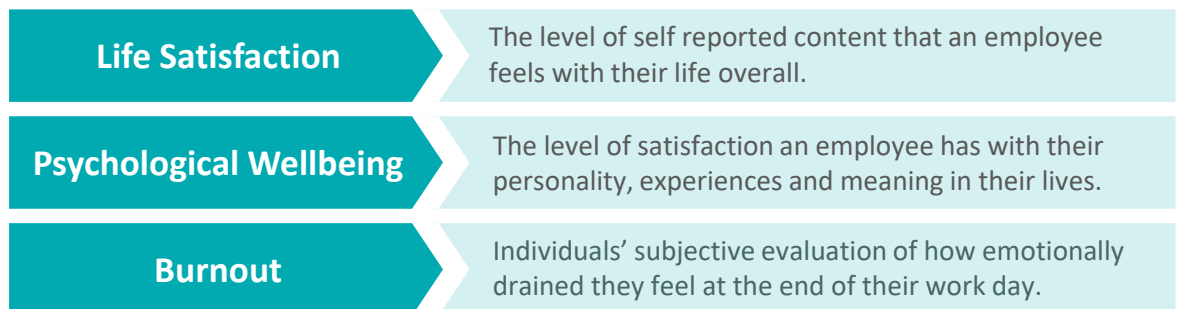 Life Satisfaction
The level of self reported content that an employee
feels with their life overall.
Psychological Wellbeing
The level of satisfaction an employee has with their
personality, experiences and meaning in their lives.
Burnout
Individuals’ subjective evaluation of how emotionally
drained they feel at the end of their work day.